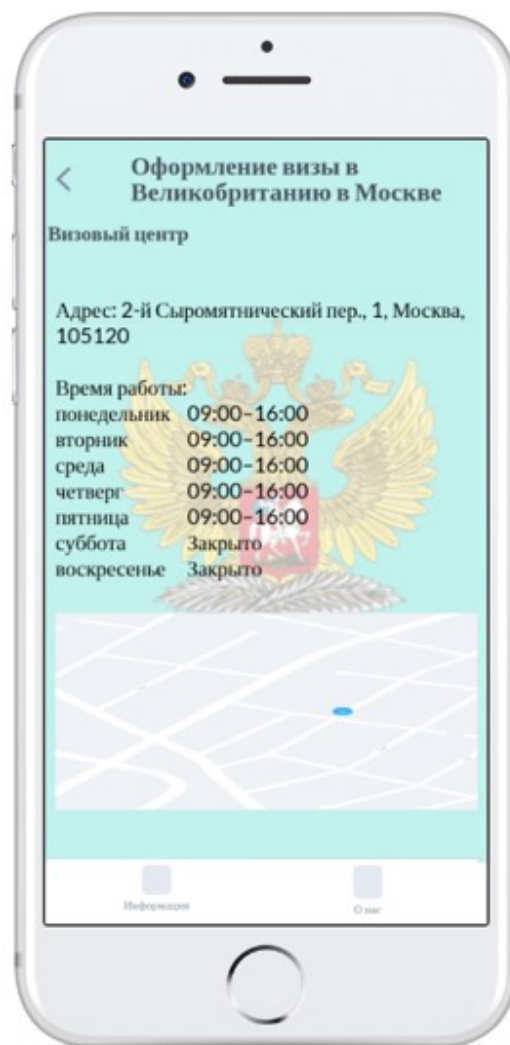 Оформление визы в
Великобританию в Москве
Визовый центр
Адрес: 2-й Сыромятнический пер., 1, Москва,
105120
Время работы:
понедельник 09:00–16:00
вторник 09:00–16:00
среда 09:00–16:00
четверг 09:00–16:00
пятница 09:00–16:00
суббота Закрыто
воскресенье Закрыто
Информация
О нас